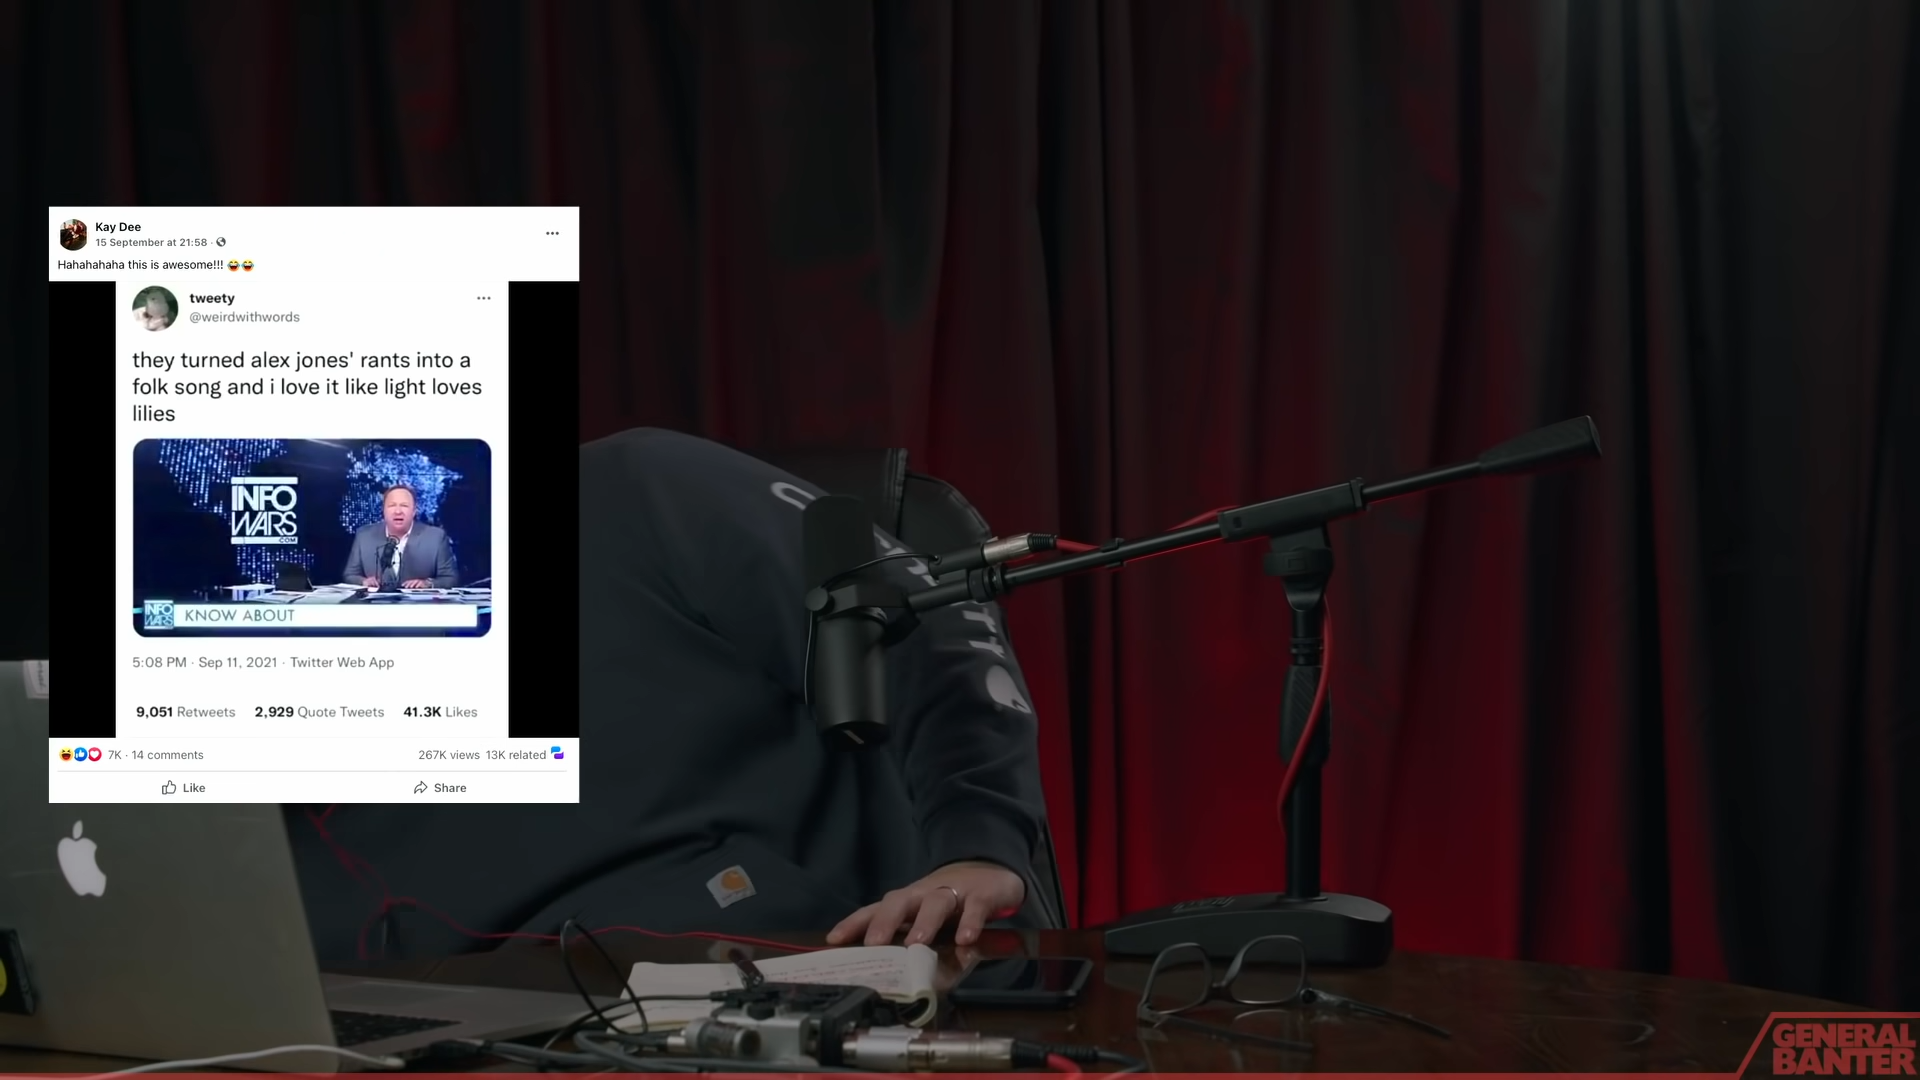 Kay Dee
15 September at 21:58 ·
Hahahahaha this is awesome!!! 😂😂
tweety
@weirdwithwords
they turned alex jones' rants into a
folk song and i love it like light loves
lilies
INFO
WARS
.COM
INFO
WARS
KNOW ABOUT
5:08 PM · Sep 11, 2021 · Twitter Web App
9,051 Retweets 2,929 Quote Tweets 41.3K Likes
7K · 14 comments 267K views 13K related
Like Share
GENERAL
BANTER